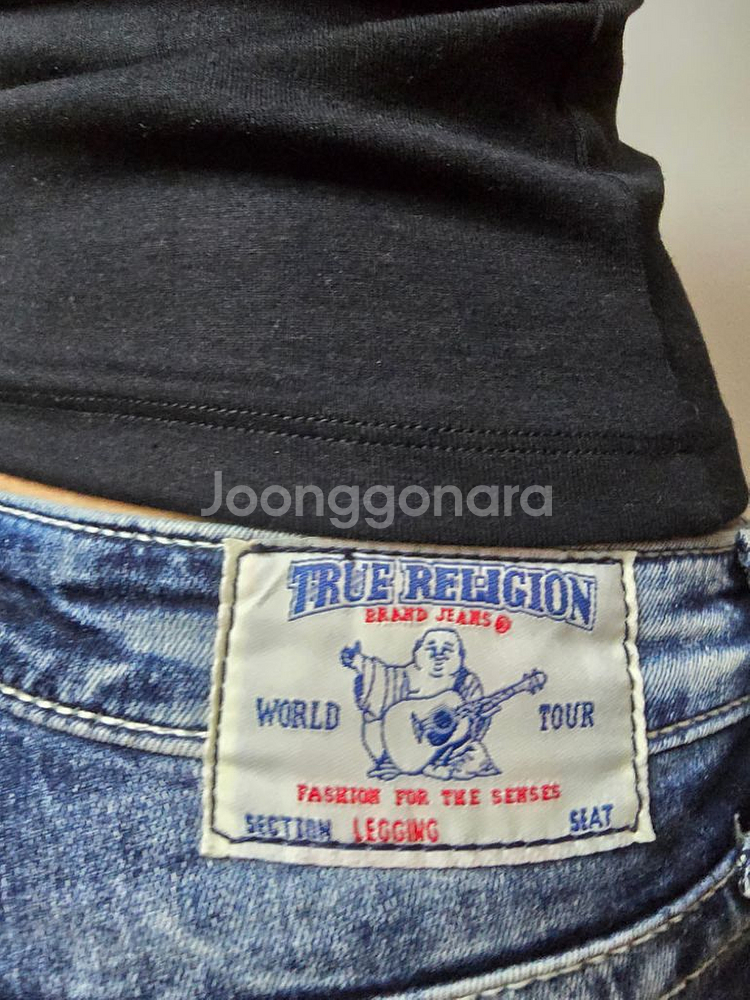 Joonggonara
TRUE RELIGION
BRAND JEANS®
WORLD TOUR
FASHION FOR THE SENSES
SECTION LEGGING SEAT